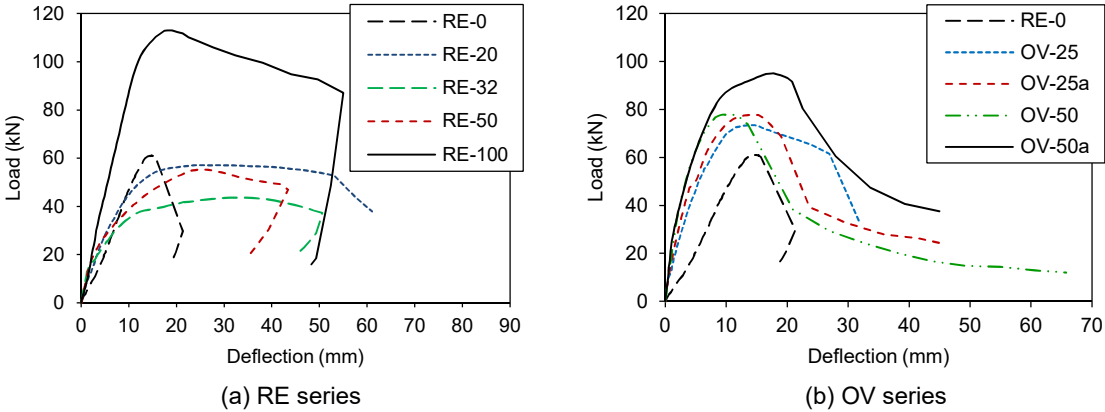 120
100
80
60
40
20
0
Load (kN)
0 10 20 30 40 50 60 70 80 90
Deflection (mm)
RE-0
RE-20
RE-32
RE-50
RE-100
(a) RE series
120
100
80
60
40
20
0
Load (kN)
0 10 20 30 40 50 60 70
Deflection (mm)
RE-0
OV-25
OV-25a
OV-50
OV-50a
(b) OV series